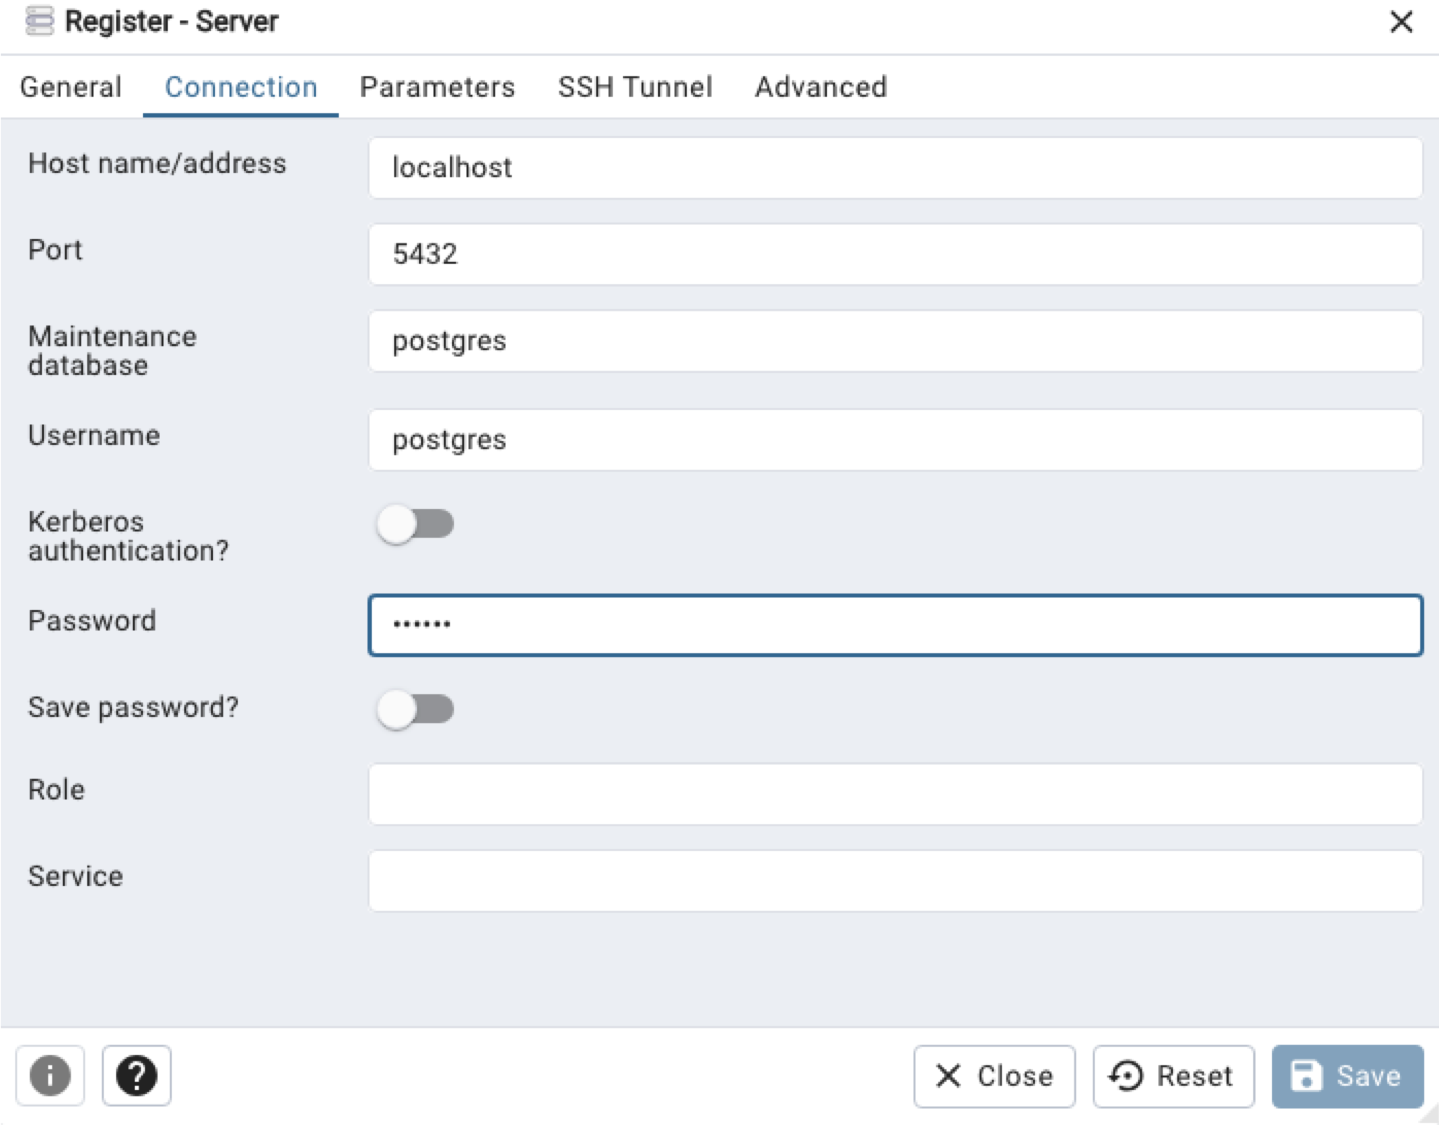 Register - Server
General Connection Parameters SSH Tunnel Advanced
Host name/address localhost
Port 5432
Maintenance
database
postgres
Username postgres
Kerberos
authentication?
Password ••••••
Save password?
Role
Service
Close Reset Save